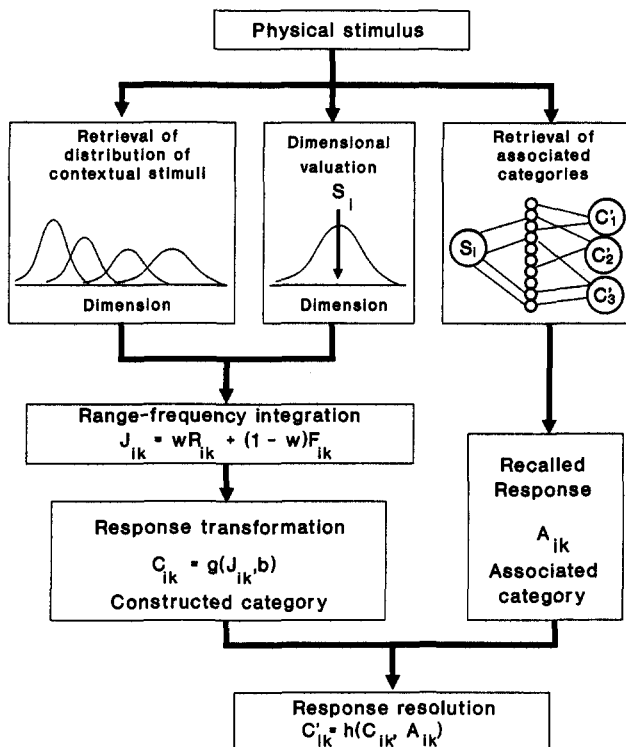 Physical stimulus
Retrieval of
distribution of
contextual stimuli
Dimension
Dimensional
valuation
S_i
Dimension
Retrieval of
associated
categories
S_i
C'_1
C'_2
C'_3
Range-frequency integration
J_ik = wR_ik + (1 - w)F_ik
Response transformation
C_ik = g(J_ik,b)
Constructed category
Recalled
Response
A_ik
Associated
category
Response resolution
C'_ik = h(C_ik, A_ik)